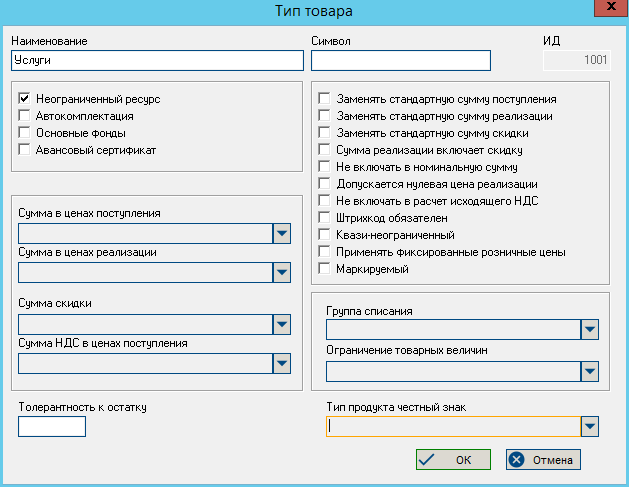 Тип товара
x
Наименование
Символ
ИД
Услуги
1001
Неограниченный ресурс
Автокомплектация
Основные фонды
Авансовый сертификат
Заменять стандартную сумму поступления
Заменять стандартную сумму реализации
Заменять стандартную сумму скидки
Сумма реализации включает скидку
Не включать в номинальную сумму
Допускается нулевая цена реализации
Не включать в расчет исходящего НДС
Штрихкод обязателен
Квази-неограниченный
Применять фиксированные розничные цены
Маркируемый
Сумма в ценах поступления
Сумма в ценах реализации
Сумма скидки
Сумма НДС в ценах поступления
Группа списания
Ограничение товарных величин
Толерантность к остатку
Тип продукта честный знак
ОК
Отмена